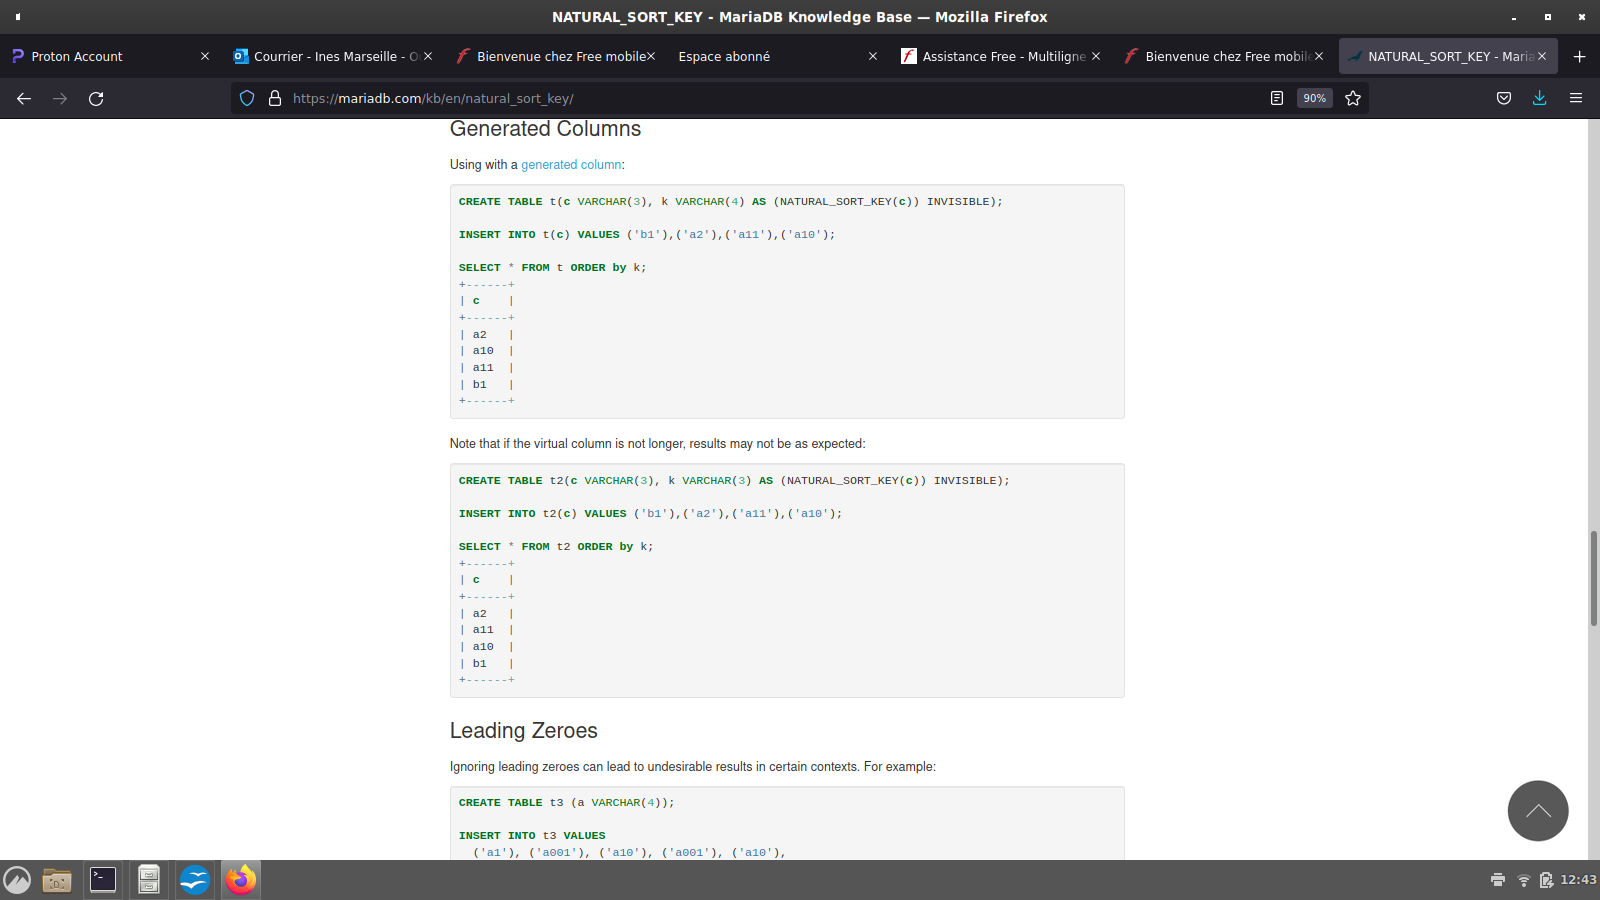 NATURAL_SORT_KEY - MariaDB Knowledge Base — Mozilla Firefox
Proton Account
Courrier - Ines Marseille - O
Bienvenue chez Free mobile
Espace abonné
Assistance Free - Multiligne
Bienvenue chez Free mobile
NATURAL_SORT_KEY - Maria
https://mariadb.com/kb/en/natural_sort_key/
90%
Generated Columns
Using with a generated column:
CREATE TABLE t(c VARCHAR(3), k VARCHAR(4) AS (NATURAL_SORT_KEY(c)) INVISIBLE);
INSERT INTO t(c) VALUES ('b1'),('a2'),('a11'),('a10');
SELECT * FROM t ORDER by k;
+------+
| c    |
+------+
| a2   |
| a10  |
| a11  |
| b1   |
+------+
Note that if the virtual column is not longer, results may not be as expected:
CREATE TABLE t2(c VARCHAR(3), k VARCHAR(3) AS (NATURAL_SORT_KEY(c)) INVISIBLE);
INSERT INTO t2(c) VALUES ('b1'),('a2'),('a11'),('a10');
SELECT * FROM t2 ORDER by k;
+------+
| c    |
+------+
| a2   |
| a11  |
| a10  |
| b1   |
+------+
Leading Zeroes
Ignoring leading zeroes can lead to undesirable results in certain contexts. For example:
CREATE TABLE t3 (a VARCHAR(4));
INSERT INTO t3 VALUES
('a1'), ('a001'), ('a10'), ('a001'), ('a10'),
12:43